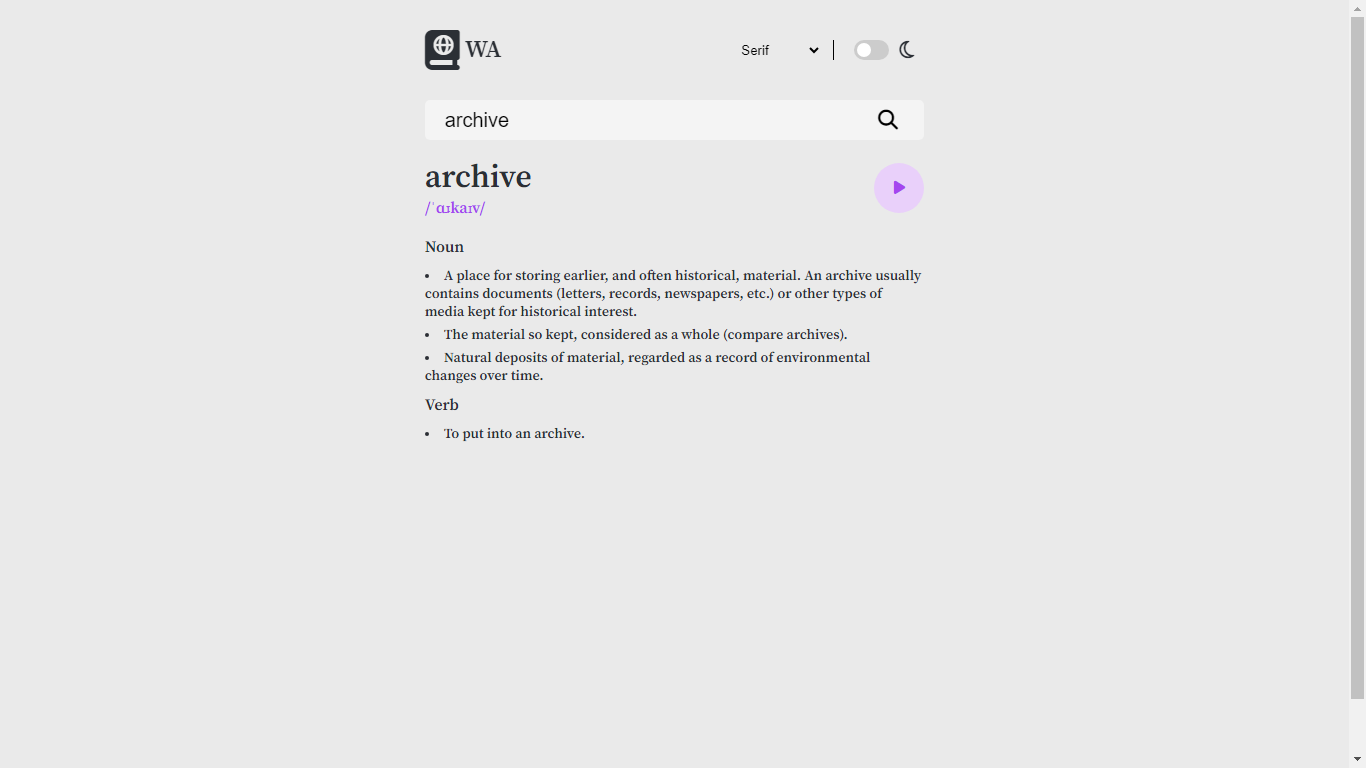 WA
Serif
archive
archive
/ˈɑɹkaɪv/
Noun
• A place for storing earlier, and often historical, material. An archive usually
contains documents (letters, records, newspapers, etc.) or other types of
media kept for historical interest.
• The material so kept, considered as a whole (compare archives).
• Natural deposits of material, regarded as a record of environmental
changes over time.
Verb
• To put into an archive.